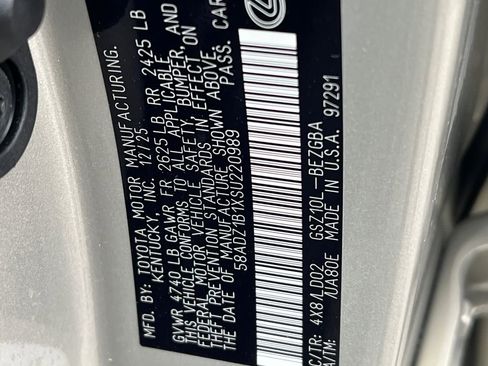 MFD. BY: TOYOTA MOTOR MANUFACTURING,
KENTUCKY, INC. 12/25
GVWR 4740 LB GAWR FR 2625 LB RR 2425 LB
THIS VEHICLE CONFORMS TO ALL APPLICABLE
FEDERAL MOTOR VEHICLE SAFETY, BUMPER, AND
THEFT PREVENTION STANDARDS IN EFFECT ON
THE DATE OF MANUFACTURE SHOWN ABOVE.
58ADZ1B1XSU220989 PASS. CAR
C/TR: 4X8/LD02 GSZ10L-BEZGBA
/UA80E MADE IN U.S.A. 97291
A/TM: